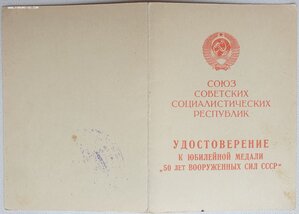 СОЮЗ
СОВЕТСКИХ
СОЦИАЛИСТИЧЕСКИХ
РЕСПУБЛИК
УДОСТОВЕРЕНИЕ
К ЮБИЛЕЙНОЙ МЕДАЛИ
„50 ЛЕТ ВООРУЖЕННЫХ СИЛ СССР"